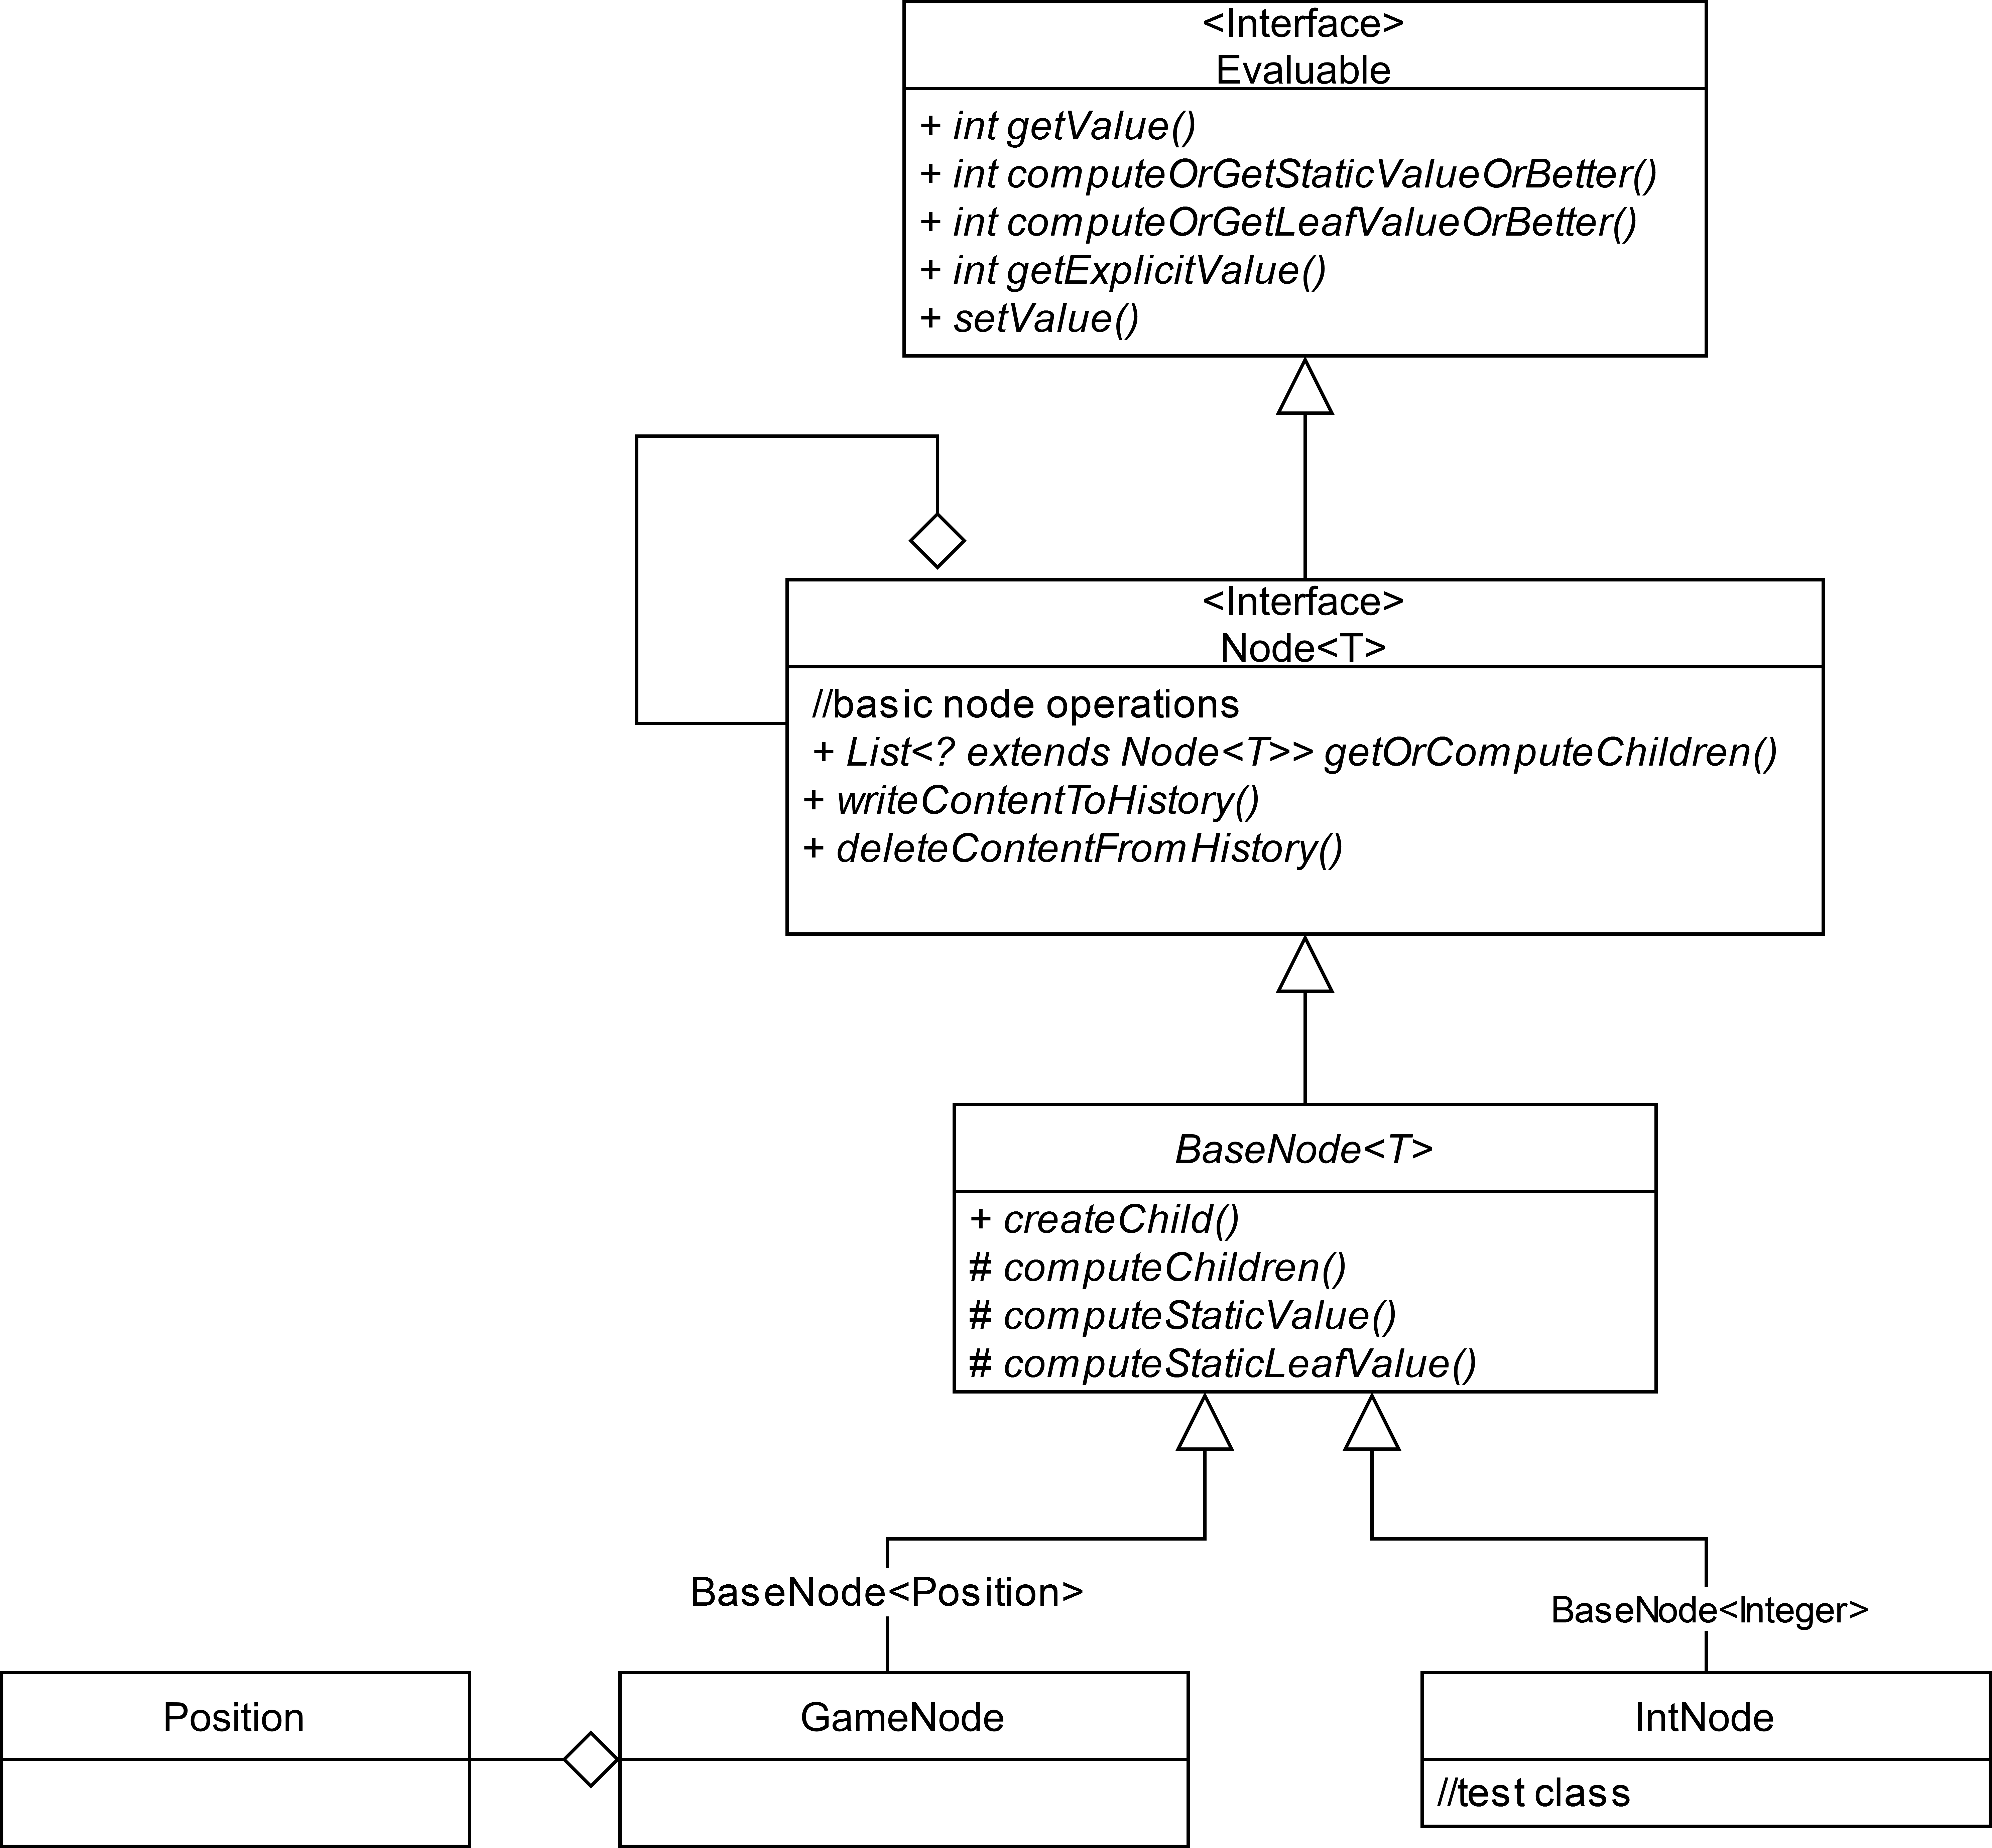 <Interface>
Evaluable
+ int getValue()
+ int computeOrGetStaticValueOrBetter()
+ int computeOrGetLeafValueOrBetter()
+ int getExplicitValue()
+ setValue()
<Interface>
Node<T>
//basic node operations
+ List<? extends Node<T>> getOrComputeChildren()
+ writeContentToHistory()
+ deleteContentFromHistory()
BaseNode<T>
+ createChild()
# computeChildren()
# computeStaticValue()
# computeStaticLeafValue()
BaseNode<Position>
BaseNode<Integer>
Position
GameNode
IntNode
//test class